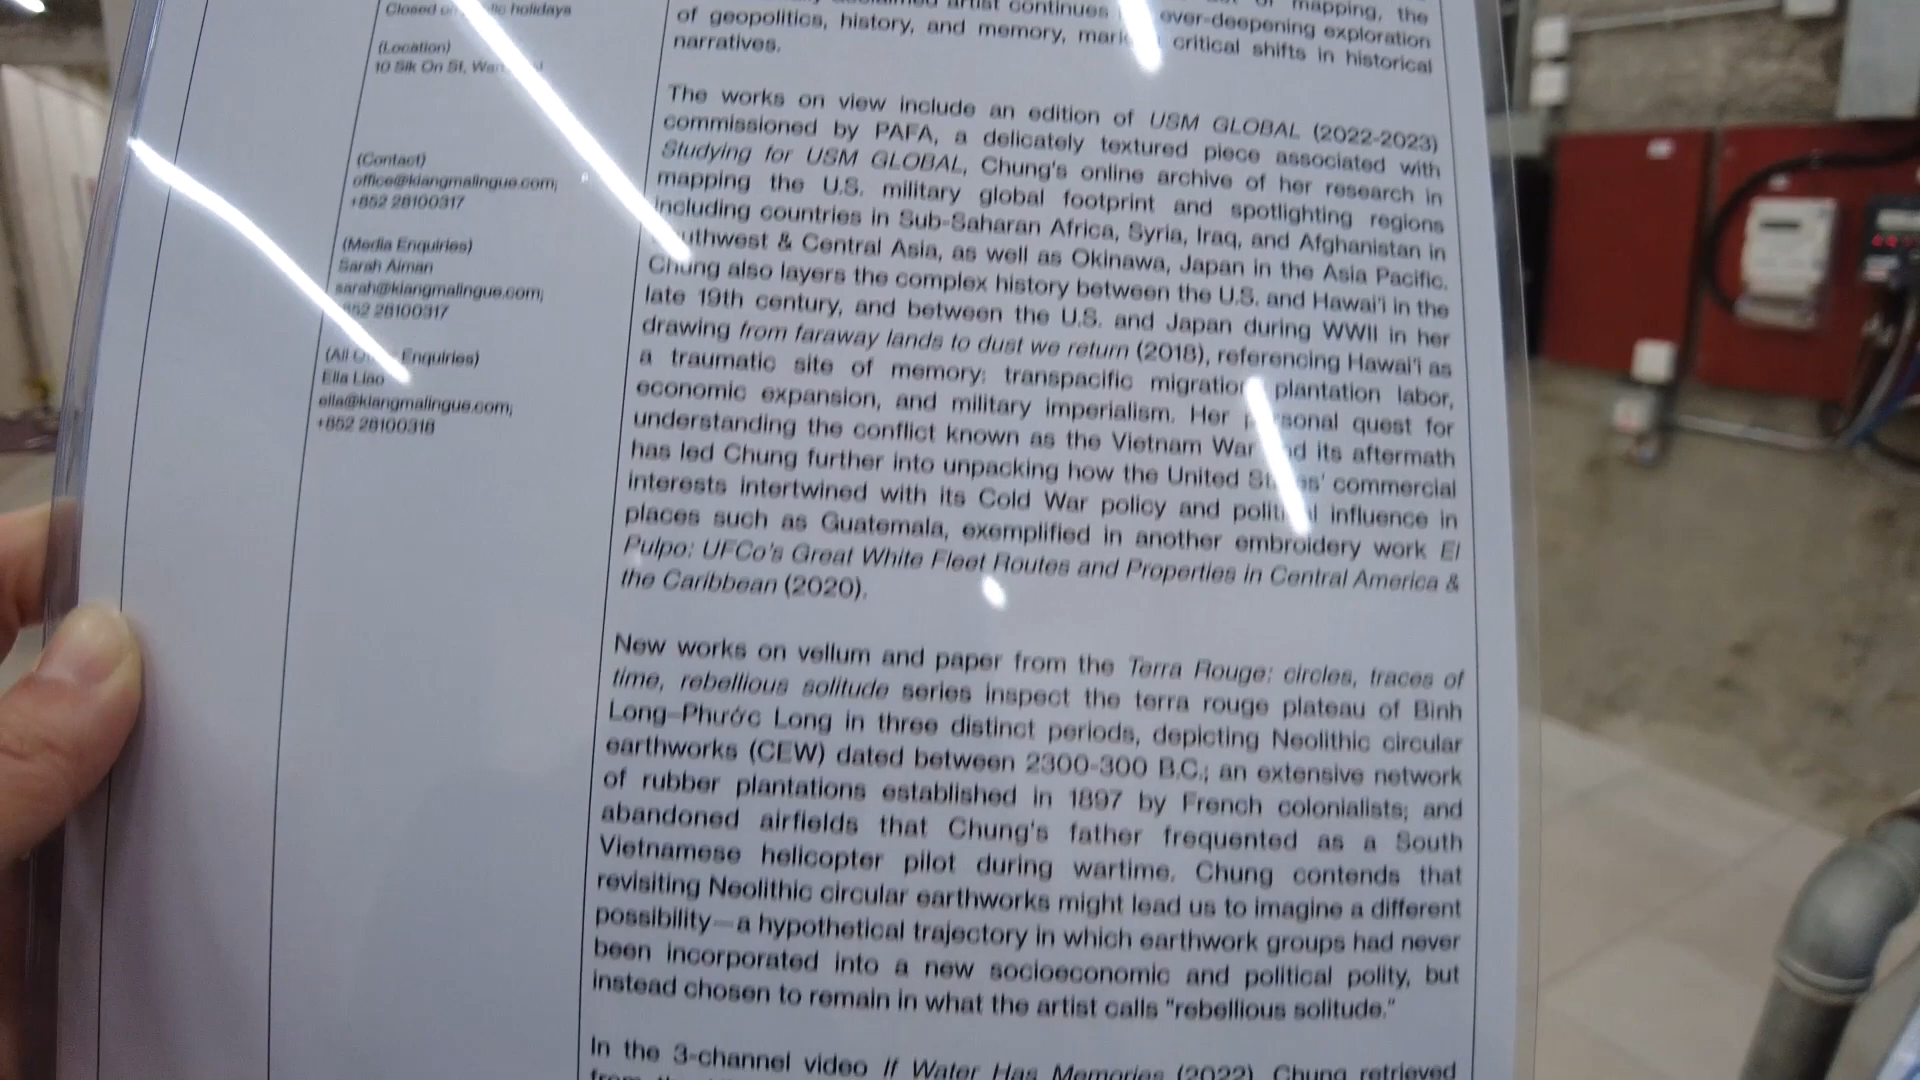 Closed on holidays
(Location)
10 Sik On St,
(Contact)
office@kiangmalingue.com;
+852 28100317
(Media Enquiries)
Sarah Aiman
sarah@kiangmalingue.com;
28100317
(All Enquiries)
Ella Liao
ella@kiangmalingue.com;
+852 28100318
artist continues ever-deepening exploration mapping, the
of geopolitics, history, and memory, critical shifts in historical
narratives.
The works on view include an edition of USM GLOBAL (2022-2023)
commissioned by PAFA, a delicately textured piece associated with
Studying for USM GLOBAL, Chung's online archive of her research in
mapping the U.S. military global footprint and spotlighting regions
including countries in Sub-Saharan Africa, Syria, Iraq, and Afghanistan in
& Central Asia, as well as Okinawa, Japan in the Asia Pacific.
Chung also layers the complex history between the U.S. and Hawai'i in the
late 19th century, and between the U.S. and Japan during WWII in her
drawing from faraway lands to dust we return (2018), referencing Hawai'i as
a traumatic site of memory: transpacific migration plantation labor,
economic expansion, and military imperialism. Her quest for
understanding the conflict known as the Vietnam War its aftermath
has led Chung further into unpacking how the United commercial
interests intertwined with its Cold War policy and influence in
places such as Guatemala, exemplified in another embroidery work El
Pulpo: UFCo's Great White Fleet Routes and Properties in Central America &
the Caribbean (2020).
New works on vellum and paper from the Terra Rouge: circles, traces of
time, rebellious solitude series inspect the terra rouge plateau of Bình
Long–Phước Long in three distinct periods, depicting Neolithic circular
earthworks (CEW) dated between 2300-300 B.C.; an extensive network
of rubber plantations established in 1897 by French colonialists; and
abandoned airfields that Chung's father frequented as a South
Vietnamese helicopter pilot during wartime. Chung contends that
revisiting Neolithic circular earthworks might lead us to imagine a different
possibility—a hypothetical trajectory in which earthwork groups had never
been incorporated into a new socioeconomic and political polity, but
instead chosen to remain in what the artist calls "rebellious solitude."
In the 3-channel video If Water Has Memories (2022), Chung retrieved